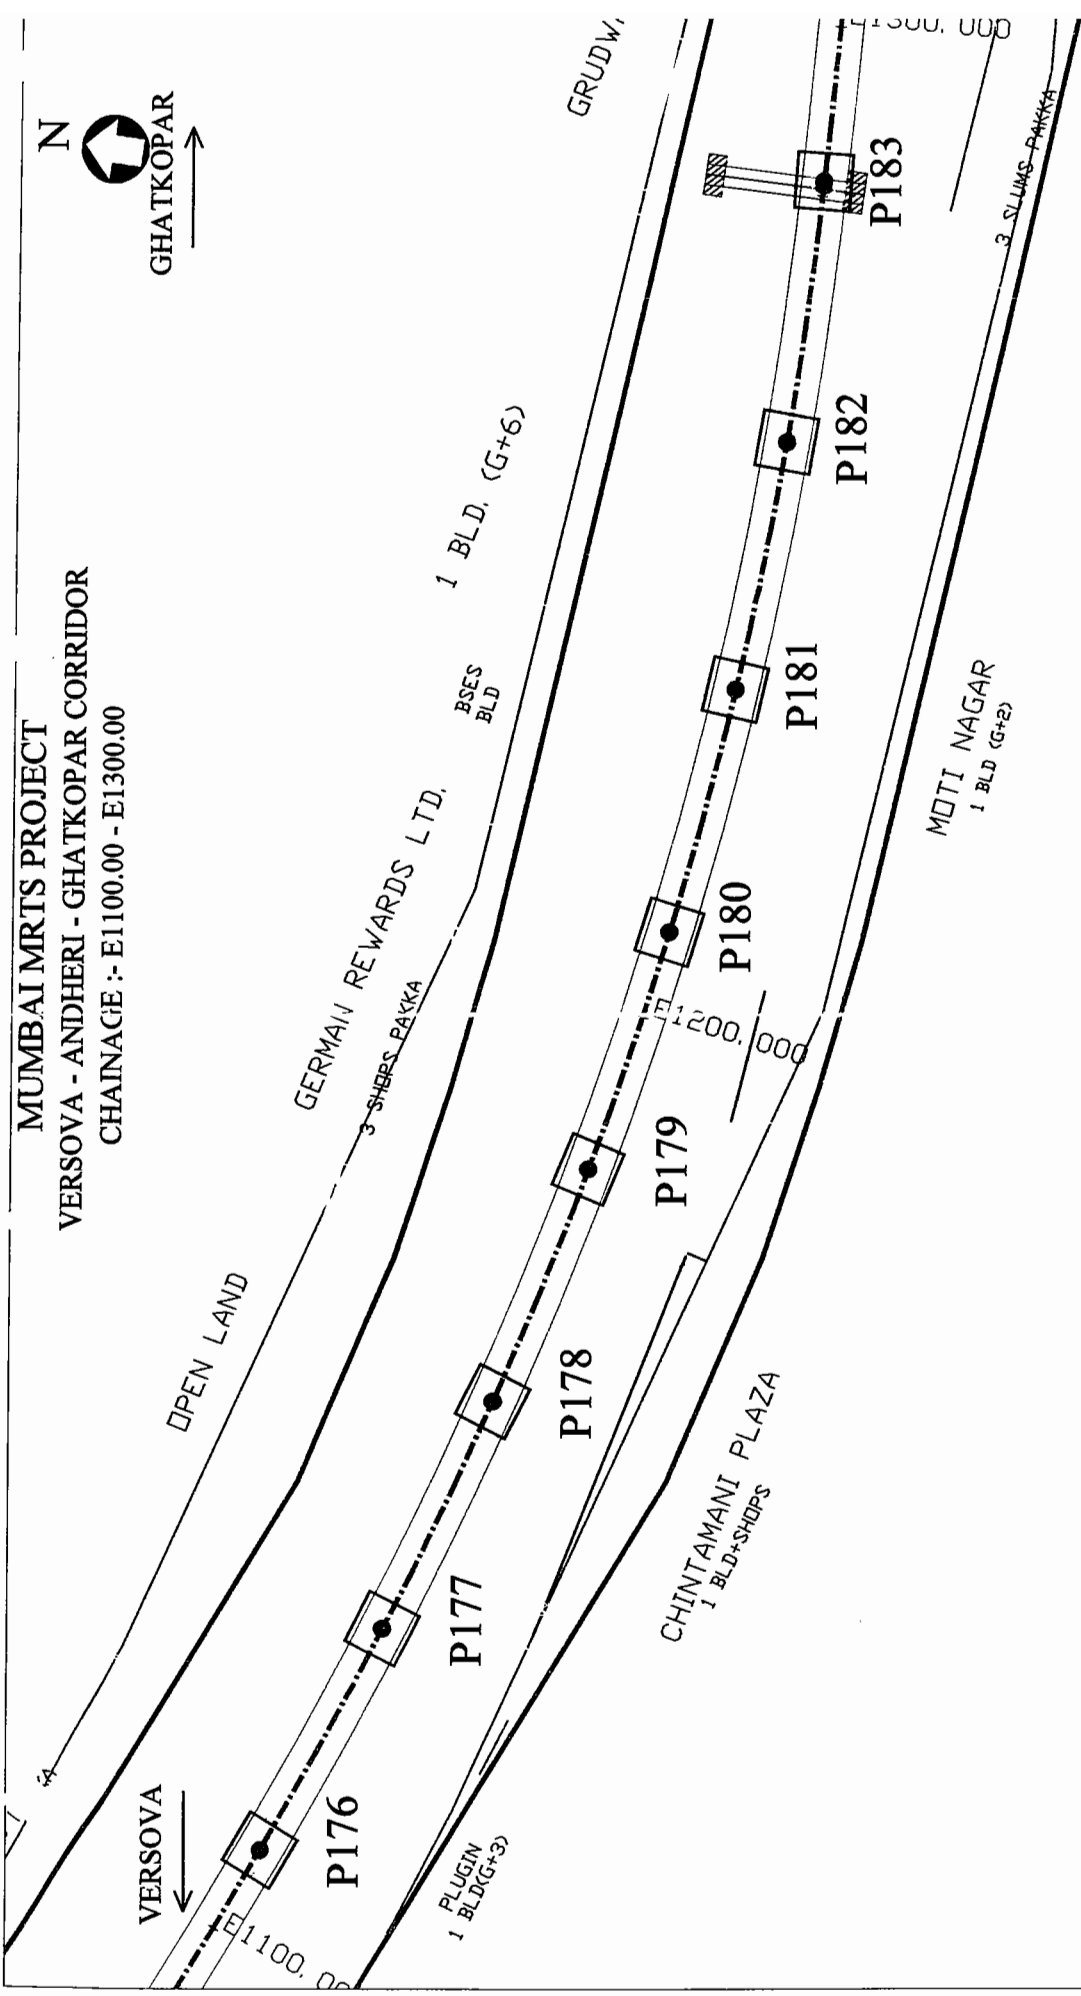 MUMBAI MRTS PROJECT
VERSOVA - ANDHERI - GHATKOPAR CORRIDOR
CHAINAGE :- E1100.00 - E1300.00
N
GHATKOPAR
VERSOVA
OPEN LAND
GERMAN REWARDS LTD.
3 SHOPS PAKKA
BSES
BLD
1 BLD. (G+6)
P176
P177
P178
P179
P180
P181
P182
P183
E1100.
E1200.000
E1300.000
PLUGIN
1 BLD(G+3)
CHINTAMANI PLAZA
1 BLD+SHOPS
MOTI NAGAR
1 BLD (G+2)
3 SLUMS PAKKA